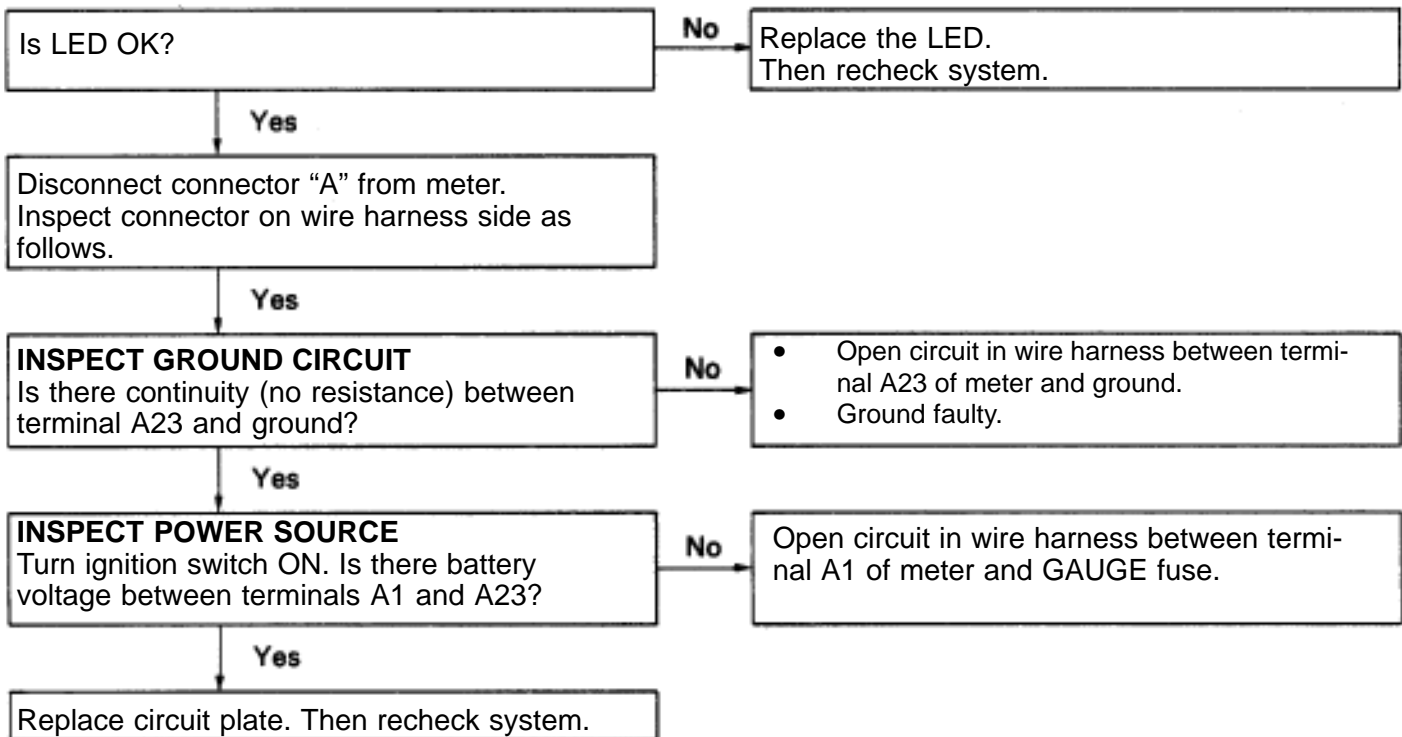 Is LED OK?
No
Replace the LED.
Then recheck system.
Yes
Disconnect connector “A” from meter.
Inspect connector on wire harness side as
follows.
Yes
INSPECT GROUND CIRCUIT
Is there continuity (no resistance) between
terminal A23 and ground?
No
• Open circuit in wire harness between termi-
nal A23 of meter and ground.
• Ground faulty.
Yes
INSPECT POWER SOURCE
Turn ignition switch ON. Is there battery
voltage between terminals A1 and A23?
No
Open circuit in wire harness between termi-
nal A1 of meter and GAUGE fuse.
Yes
Replace circuit plate. Then recheck system.